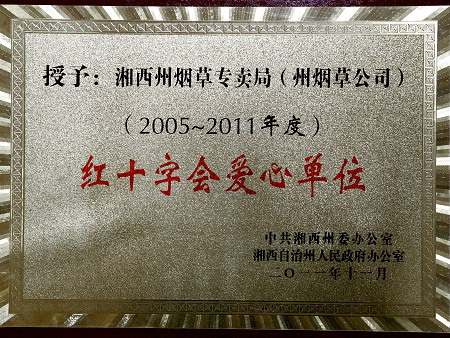 授予：湘西州烟草专卖局（州烟草公司）
（2005~2011年度）
红十字会爱心单位
中共湘西州委办公室
湘西自治州人民政府办公室
二〇一一年十一月